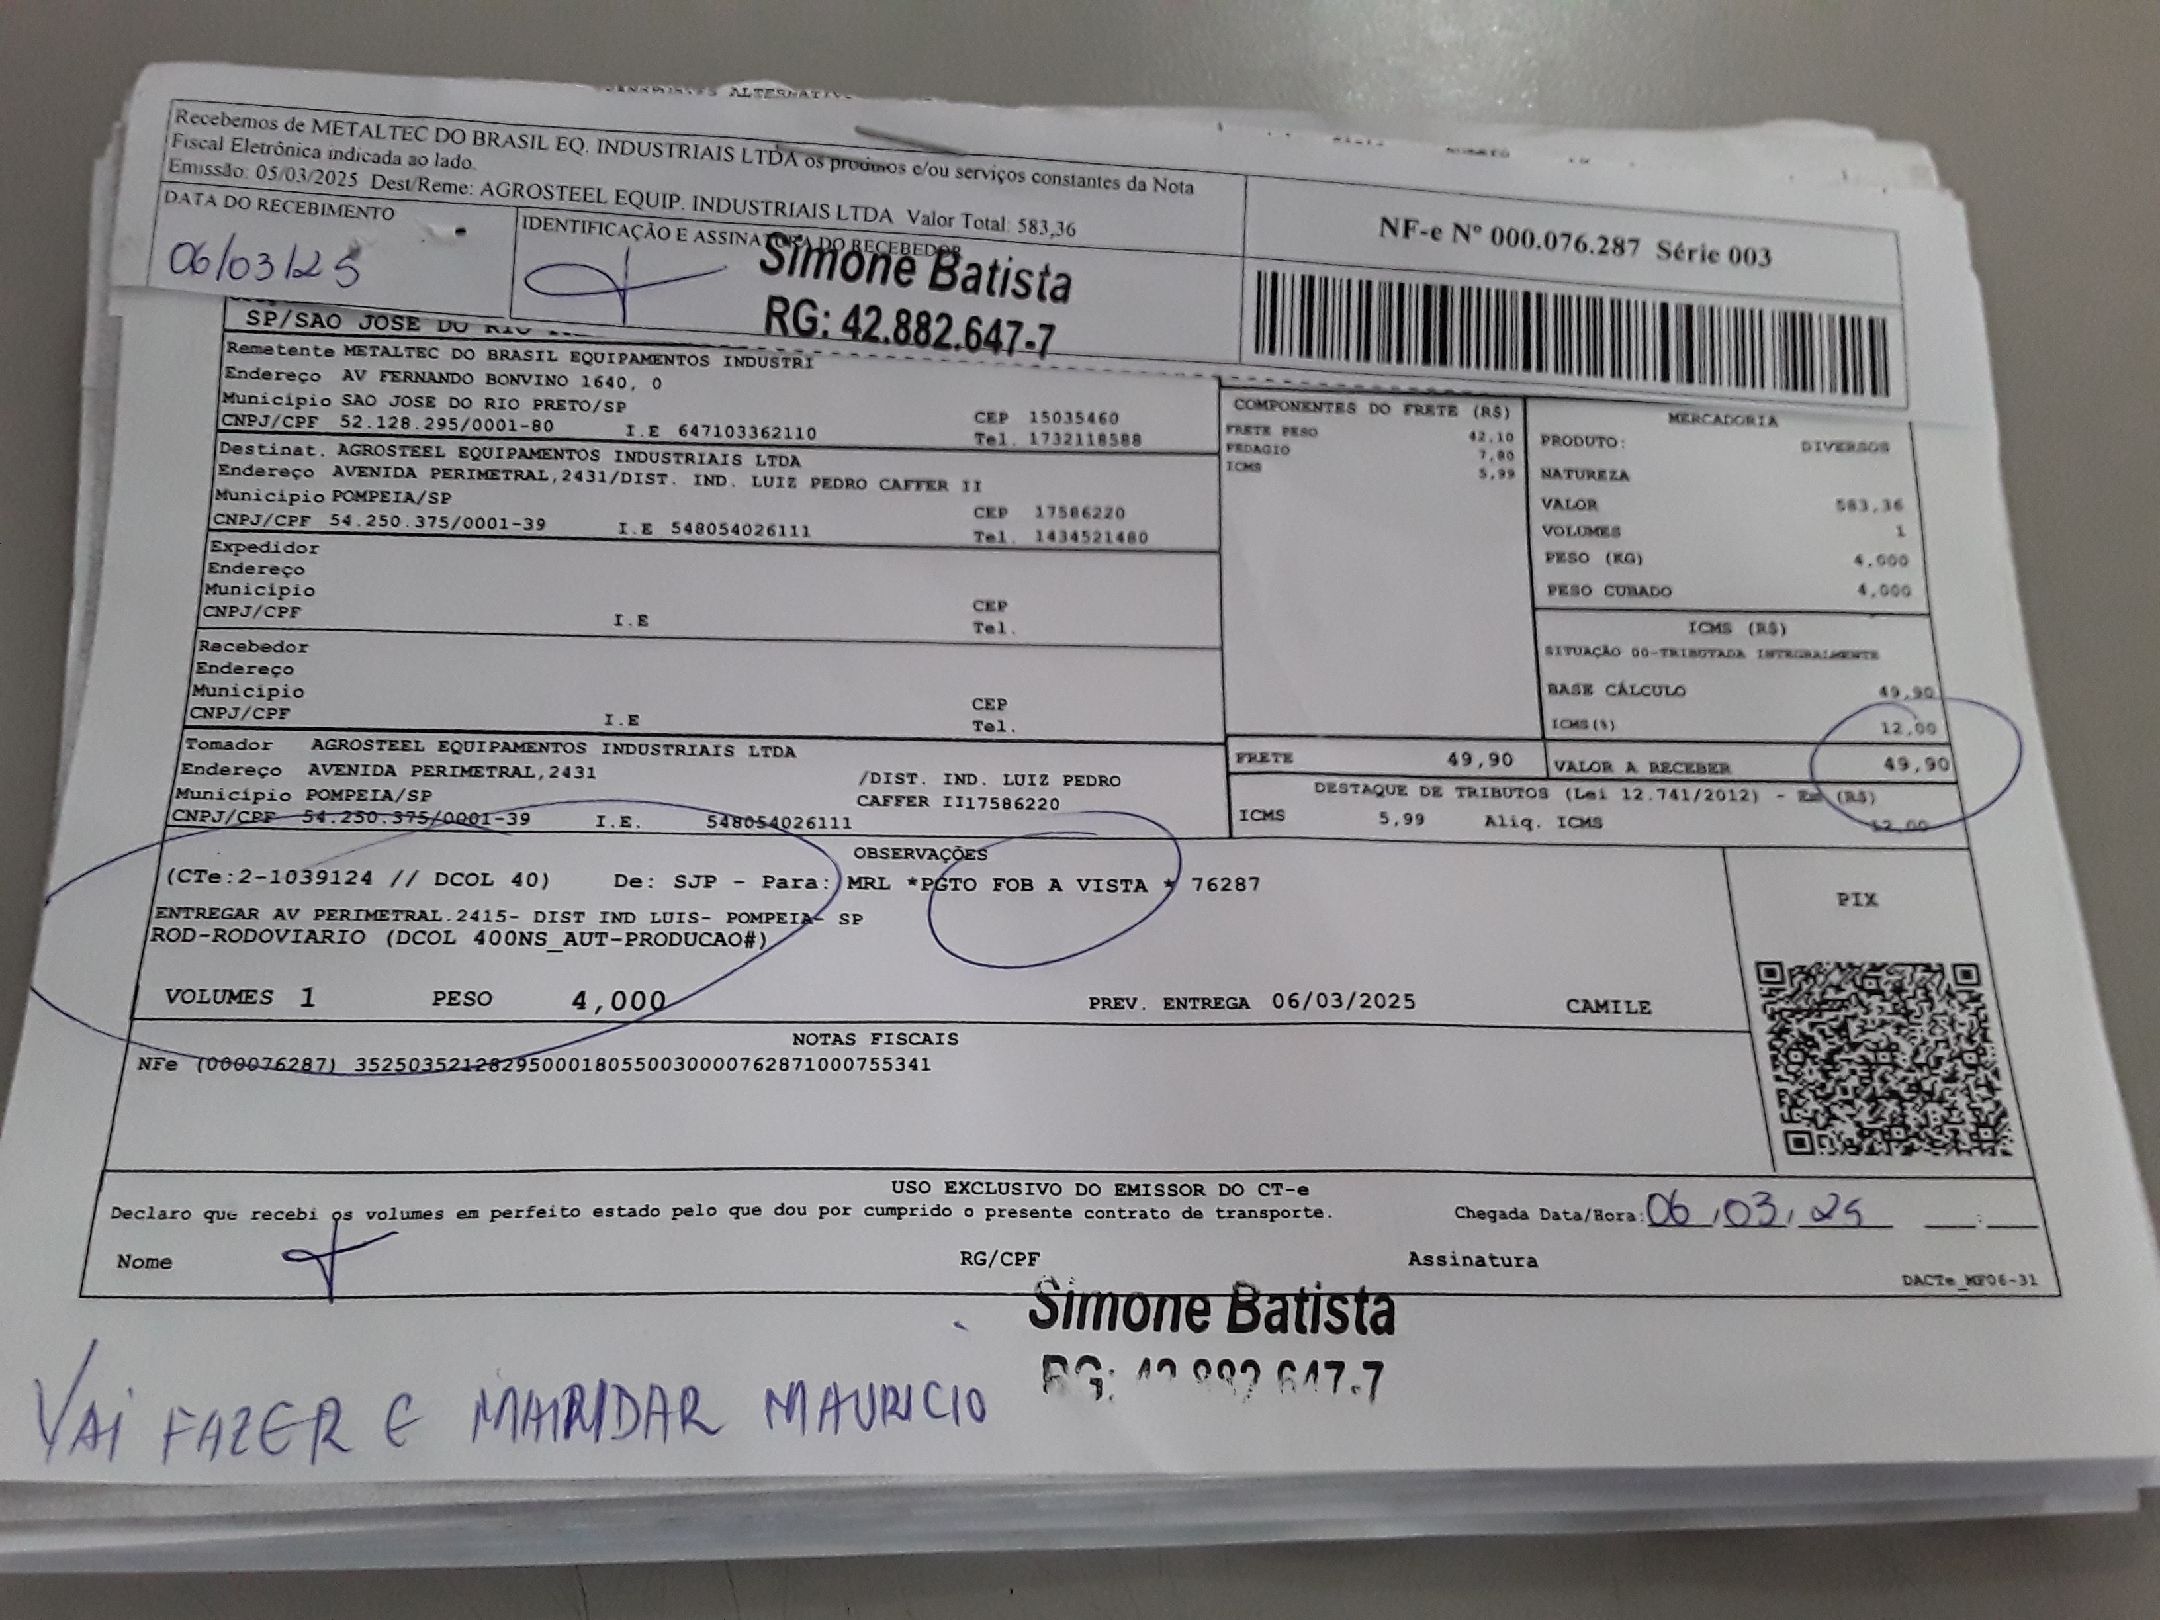 ALTERNATIV
Recebemos de METALTEC DO BRASIL EQ. INDUSTRIAIS LTDA os produtos e/ou serviços constantes da Nota
Fiscal Eletrônica indicada ao lado.
Emissão: 05/03/2025 Dest/Reme: AGROSTEEL EQUIP. INDUSTRIAIS LTDA Valor Total: 583,36
NF-e Nº 000.076.287 Série 003
DATA DO RECEBIMENTO
06/03/25
IDENTIFICAÇÃO E ASSINATURA DO RECEBEDOR
Simone Batista
RG: 42.882.647-7
SP/SAO JOSE DO RIO
Remetente METALTEC DO BRASIL EQUIPAMENTOS INDUSTRI
Endereço AV FERNANDO BONVINO 1640, 0
Município SAO JOSE DO RIO PRETO/SP CEP 15035460
CNPJ/CPF 52.128.295/0001-80 I.E 647103362110 Tel. 1732118588
Destinat. AGROSTEEL EQUIPAMENTOS INDUSTRIAIS LTDA
Endereço AVENIDA PERIMETRAL,2431/DIST. IND. LUIZ PEDRO CAFFER II
Município POMPEIA/SP CEP 17586220
CNPJ/CPF 54.250.375/0001-39 I.E 548054026111 Tel. 1434521480
Expedidor
Endereço
Município CEP
CNPJ/CPF I.E Tel.
Recebedor
Endereço
Município CEP
CNPJ/CPF I.E Tel.
Tomador AGROSTEEL EQUIPAMENTOS INDUSTRIAIS LTDA
Endereço AVENIDA PERIMETRAL,2431 /DIST. IND. LUIZ PEDRO
Município POMPEIA/SP CAFFER II17586220
CNPJ/CPF 54.250.375/0001-39 I.E. 548054026111
COMPONENTES DO FRETE (R$)
FRETE PESO 42,10
PEDAGIO 7,80
ICMS 5,99
FRETE 49,90
MERCADORIA
PRODUTO: DIVERSOS
NATUREZA
VALOR 583,36
VOLUMES 1
PESO (KG) 4,000
PESO CUBADO 4,000
ICMS (R$)
SITUAÇÃO 00-TRIBUTADA INTEGRALMENTE
BASE CÁLCULO 49,90
ICMS(%) 12,00
VALOR A RECEBER 49,90
DESTAQUE DE TRIBUTOS (Lei 12.741/2012) - Em (R$)
ICMS 5,99 Aliq. ICMS 12,00
OBSERVAÇÕES
(CTe:2-1039124 // DCOL 40) De: SJP - Para: MRL *PGTO FOB A VISTA * 76287
ENTREGAR AV PERIMETRAL.2415- DIST IND LUIS- POMPEIA- SP
ROD-RODOVIARIO (DCOL 400NS_AUT-PRODUCAO#)
VOLUMES 1 PESO 4,000 PREV. ENTREGA 06/03/2025 CAMILE
PIX
NOTAS FISCAIS
NFe (000076287) 35250352128295000180550030000762871000755341
USO EXCLUSIVO DO EMISSOR DO CT-e
Declaro que recebi os volumes em perfeito estado pelo que dou por cumprido o presente contrato de transporte. Chegada Data/Hora: 06,03,25 __:__
Nome RG/CPF Assinatura
DACTe_MF06-31
Simone Batista
RG: 42.882.647-7
VAI FAZER E MANDAR MAURICIO